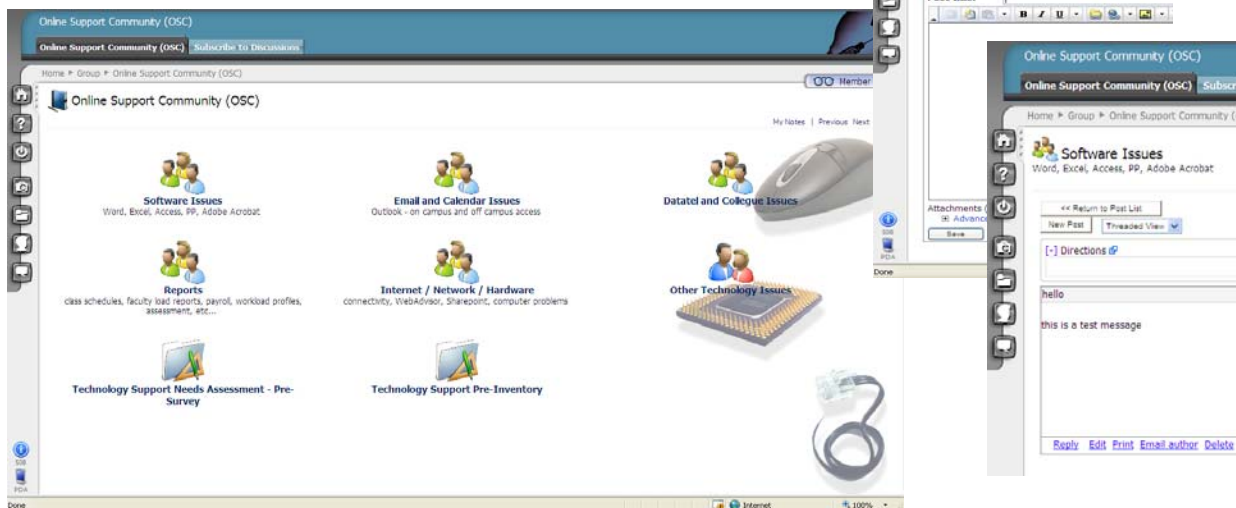 Online Support Community (OSC)
Online Support Community (OSC) Subscribe to Discussions
Home ▸ Group ▸ Online Support Community (OSC)
Member
Online Support Community (OSC)
My Notes | Previous Next
Software Issues
Word, Excel, Access, PP, Adobe Acrobat
Email and Calendar Issues
Outlook - on campus and off campus access
Datatel and Collegue Issues
Reports
class schedules, faculty load reports, payroll, workload profiles,
assessment, etc...
Internet / Network / Hardware
connectivity, WebAdvisor, Sharepoint, computer problems
Other Technology Issues
Technology Support Needs Assessment - Pre-
Survey
Technology Support Pre-Inventory
508
PDA
Done
Internet
100%
B I U
Attachments (
Advanc
Save
508
PDA
Done
Online Support Community (OSC)
Online Support Community (OSC) Subscr
Home ▸ Group ▸ Online Support Community (
Software Issues
Word, Excel, Access, PP, Adobe Acrobat
<< Return to Post List
New Post Threaded View
[-] Directions
hello
this is a test message
Reply Edit Print Email author Delete